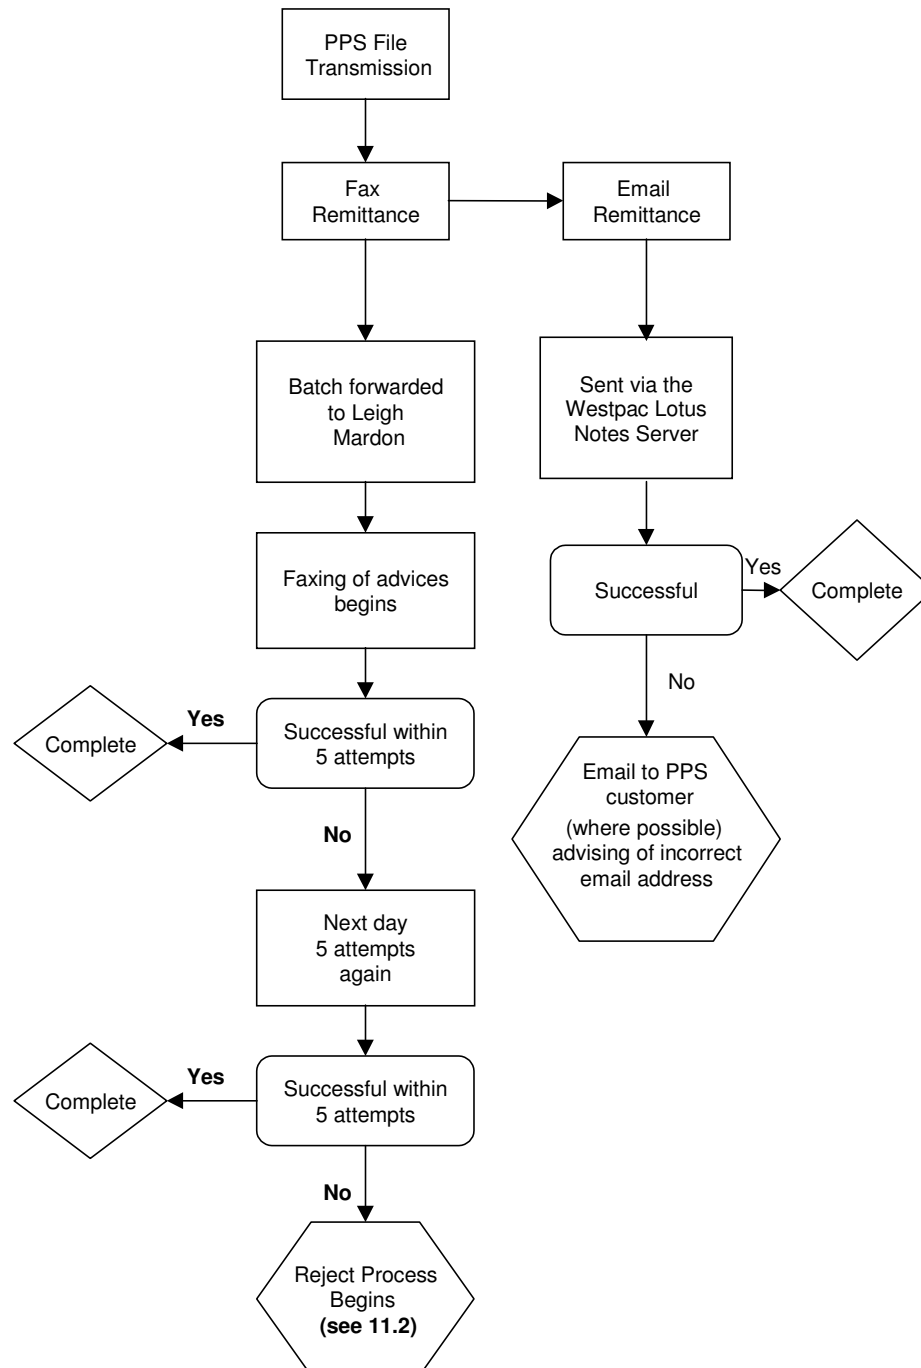 PPS File
Transmission
Fax
Remittance
Email
Remittance
Batch forwarded
to Leigh
Mardon
Sent via the
Westpac Lotus
Notes Server
Faxing of advices
begins
Successful
Yes
Complete
No
Complete
Yes
Successful within
5 attempts
Email to PPS
customer
(where possible)
advising of incorrect
email address
No
Next day
5 attempts
again
Complete
Yes
Successful within
5 attempts
No
Reject Process
Begins
(see 11.2)